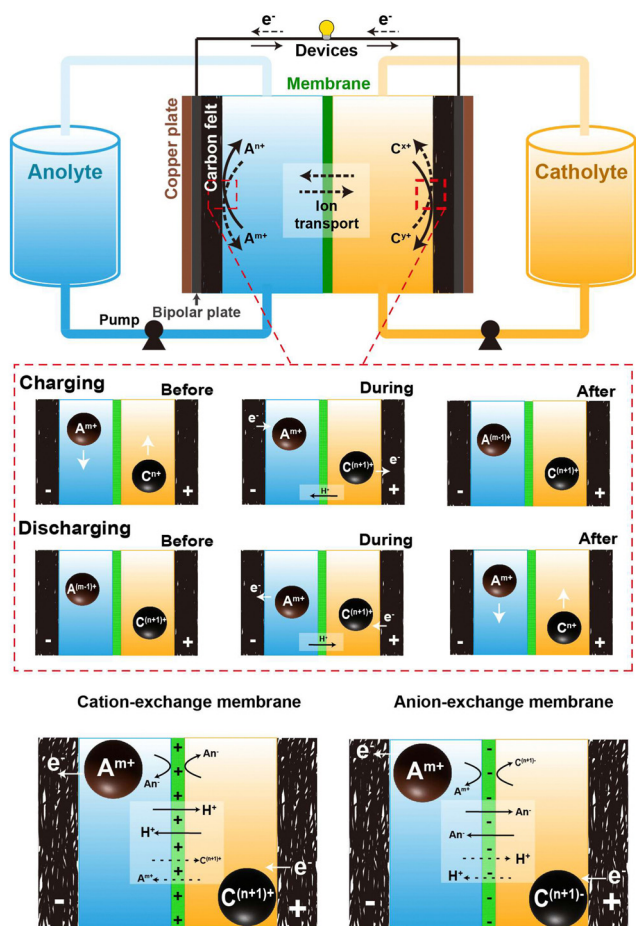 e-
e-
Devices
Membrane
Copper plate
Carbon felt
Anolyte
Catholyte
Aⁿ⁺
Cˣ⁺
Ion
transport
Aᵐ⁺
Cʸ⁺
Pump
Bipolar plate
Charging
Before
During
After
Aᵐ⁺
Cⁿ⁺
- +
e-
Aᵐ⁺
C⁽ⁿ⁺¹⁾⁺
e-
H⁺
- +
A⁽ᵐ⁻¹⁾⁺
C⁽ⁿ⁺¹⁾⁺
- +
Discharging
Before
During
After
A⁽ᵐ⁻¹⁾⁺
C⁽ⁿ⁺¹⁾⁺
- +
e-
Aᵐ⁺
C⁽ⁿ⁺¹⁾⁺
e-
H⁺
- +
Aᵐ⁺
Cⁿ⁺
- +
Cation-exchange membrane
Anion-exchange membrane
e-
Aᵐ⁺
An-
An-
H⁺
H⁺
C⁽ⁿ⁺¹⁾⁺
Aᵐ⁺
e-
C⁽ⁿ⁺¹⁾⁺
- +
+
+
+
+
+
+
+
+
+
e-
Aᵐ⁺
C⁽ⁿ⁺¹⁾⁻
Aᵐ⁺
An-
An-
H⁺
H⁺
e-
C⁽ⁿ⁺¹⁾⁻
- +
-
-
-
-
-
-
-
-
-